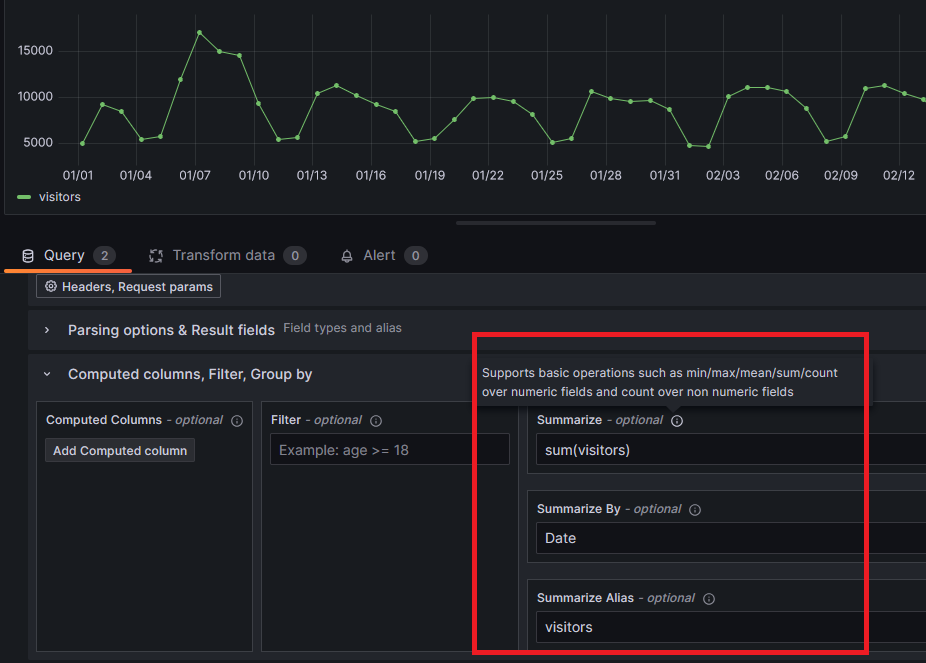 15000
10000
5000
01/01 01/04 01/07 01/10 01/13 01/16 01/19 01/22 01/25 01/28 01/31 02/03 02/06 02/09 02/12
visitors
Query 2 Transform data 0 Alert 0
Headers, Request params
Parsing options & Result fields Field types and alias
Computed columns, Filter, Group by
Supports basic operations such as min/max/mean/sum/count
over numeric fields and count over non numeric fields
Computed Columns - optional Filter - optional Summarize - optional
Add Computed column Example: age >= 18 sum(visitors)
Summarize By - optional
Date
Summarize Alias - optional
visitors